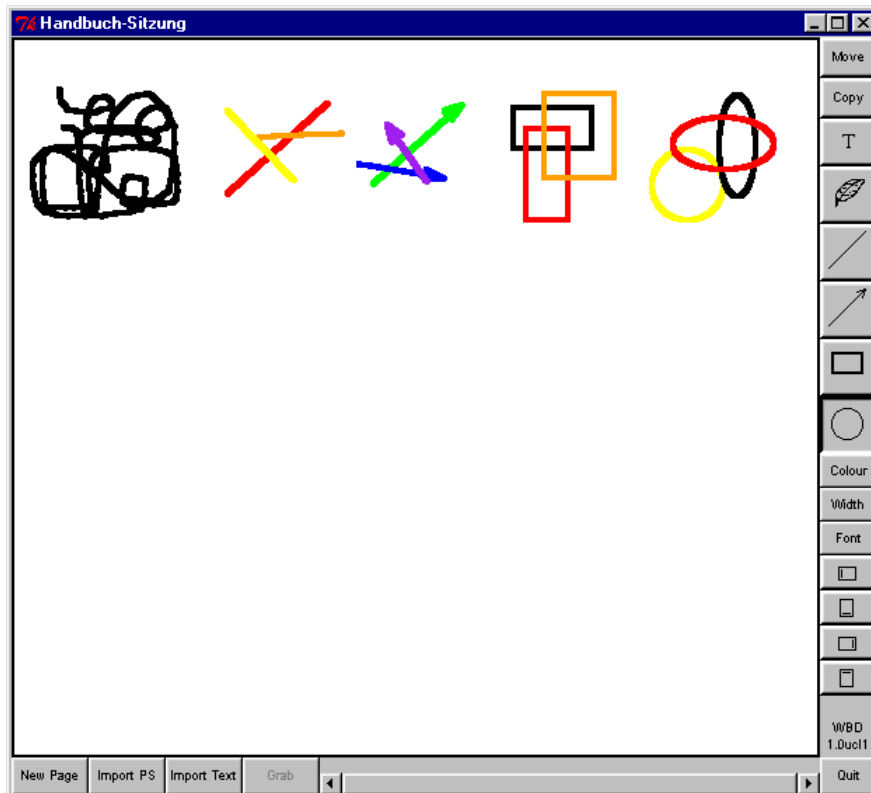 Handbuch-Sitzung
Move
Copy
T
Colour
Width
Font
WBD
1.0ucl1
New Page
Import PS
Import Text
Grab
Quit